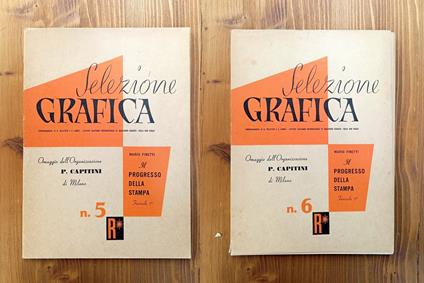 Selezione
GRAFICA
Omaggio dell'Organizzazione
P. CAPITINI
di Milano
MARIO FINETTI
Il
PROGRESSO
DELLA
STAMPA
n. 5
R
Selezione
GRAFICA
Omaggio dell'Organizzazione
P. CAPITINI
di Milano
MARIO FINETTI
Il
PROGRESSO
DELLA
STAMPA
n. 6
R